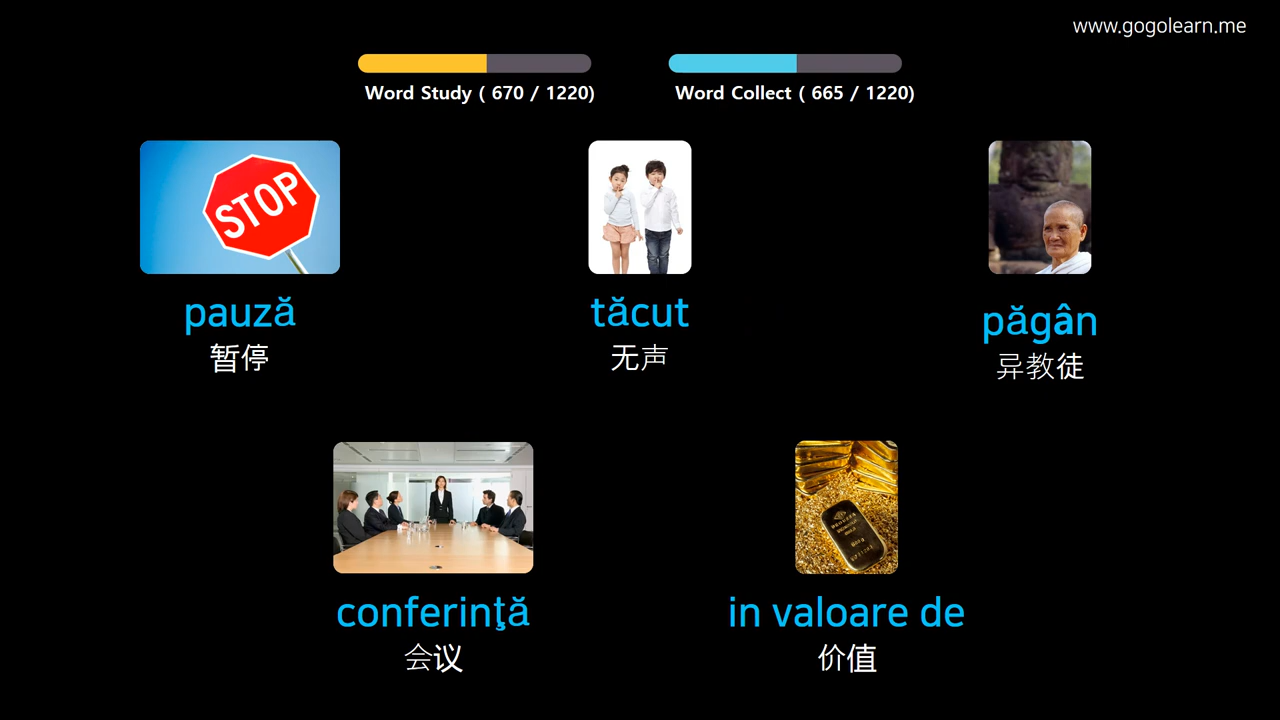 www.gogolearn.me
Word Study ( 670 / 1220)
Word Collect ( 665 / 1220)
STOP
pauză
暂停
tăcut
无声
păgân
异教徒
conferinţă
会议
in valoare de
价值